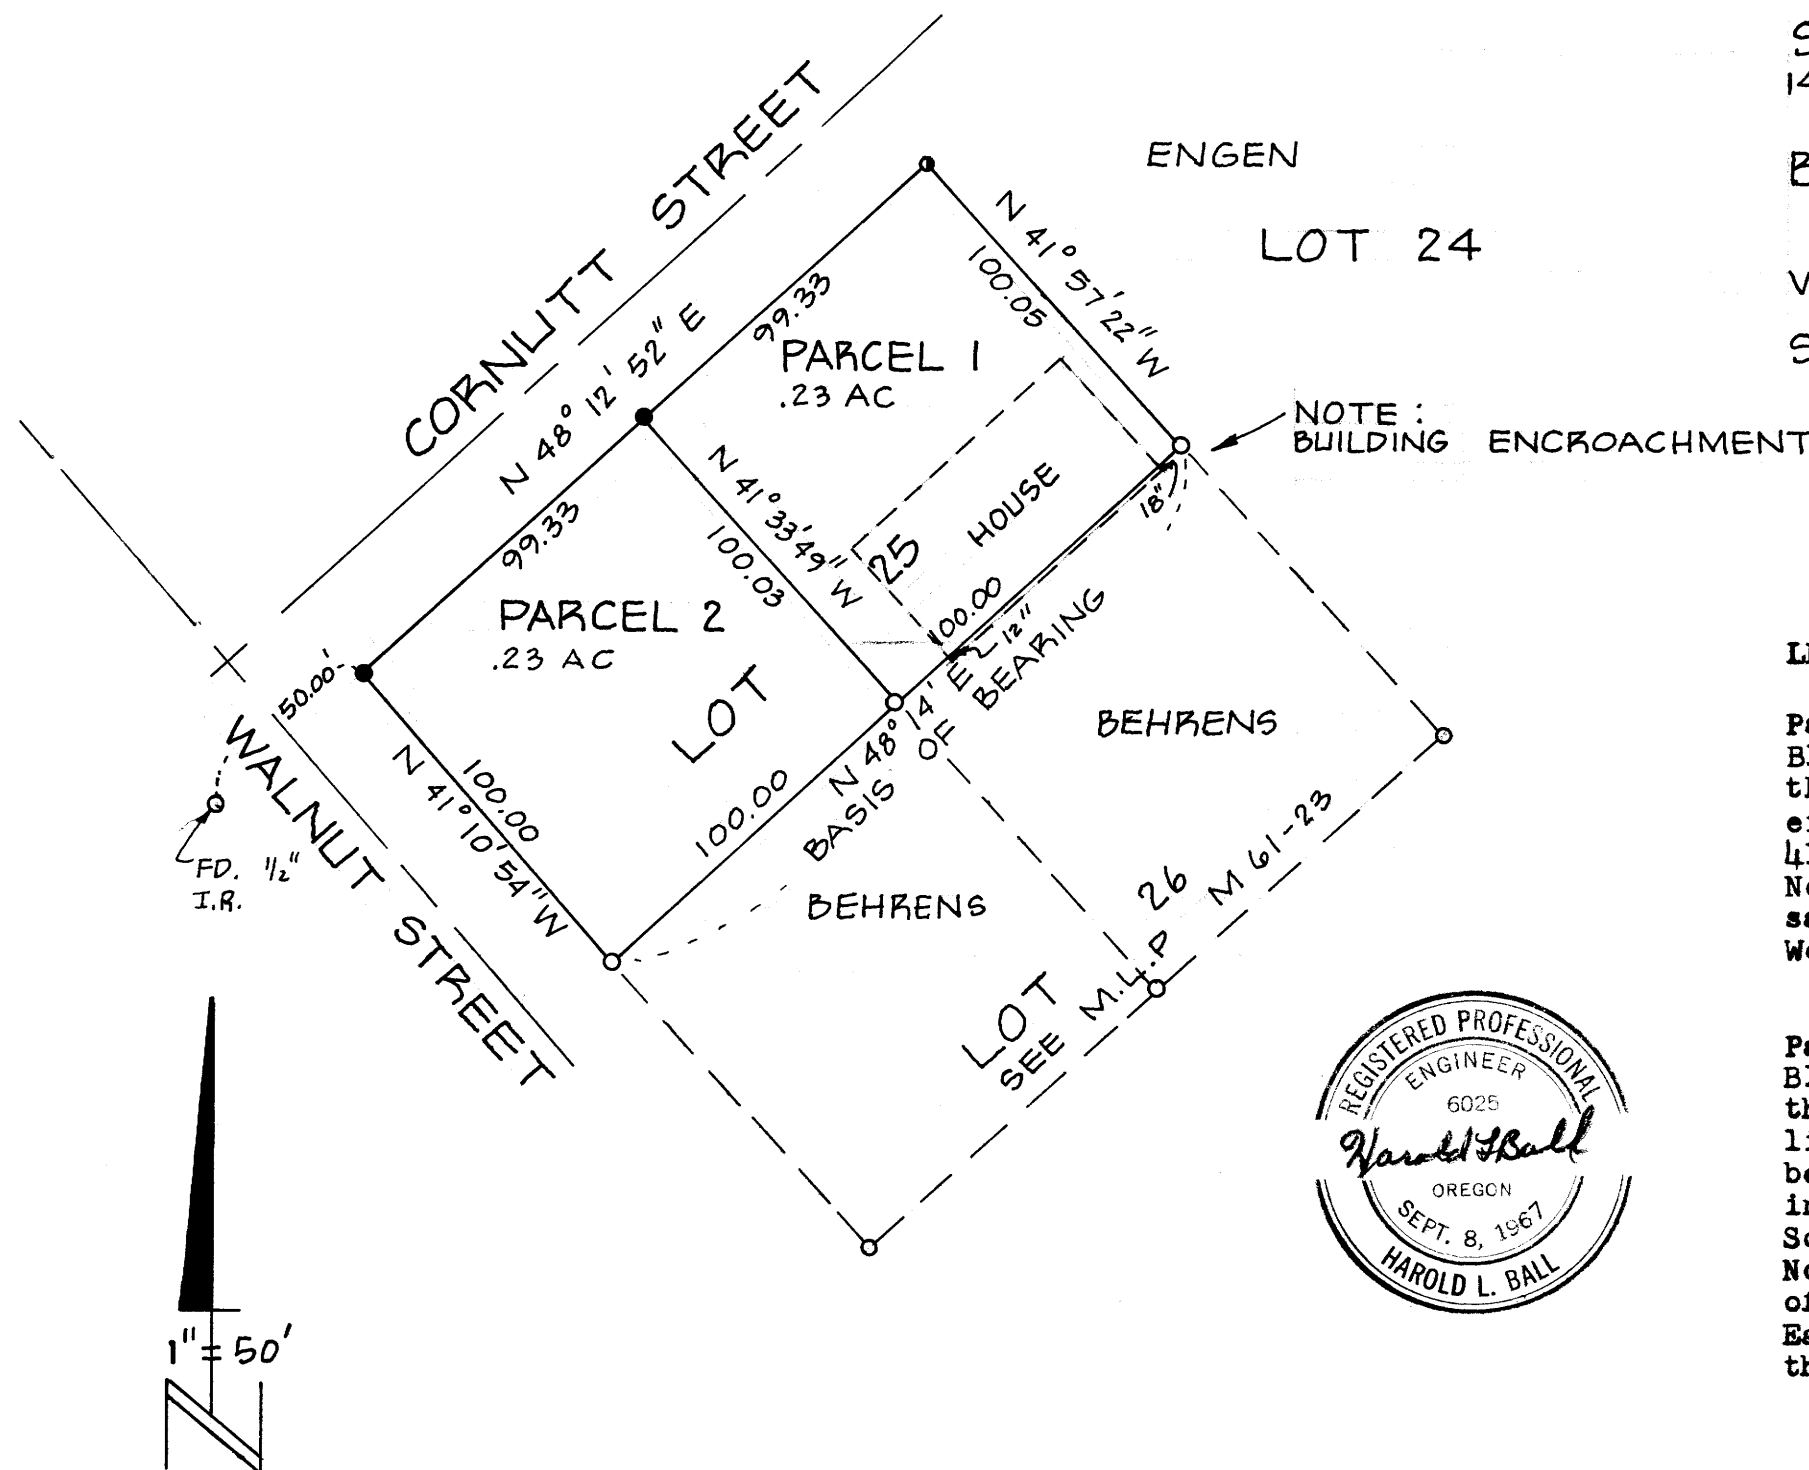 CORNUTT STREET
ENGEN
LOT 24
N 41° 57' 22" W
100.05
N 48° 12' 52" E
99.33
PARCEL 1
.23 AC
NOTE :
BUILDING ENCROACHMENT
HOUSE
18"
N 41° 33' 49" W
100.03
25
99.33
100.00
12"
PARCEL 2
.23 AC
LOT
N 48° 14' E
BASIS OF BEARING
50.00'
WALNUT STREET
N 41° 10' 54" W
100.00
100.00
BEHRENS
BEHRENS
FD. 1/2"
I.R.
LOT 26
SEE M.L.P M 61-23
REGISTERED PROFESSIONAL
ENGINEER
6025
Harold L Ball
OREGON
SEPT. 8, 1967
HAROLD L. BALL
1" = 50'
N